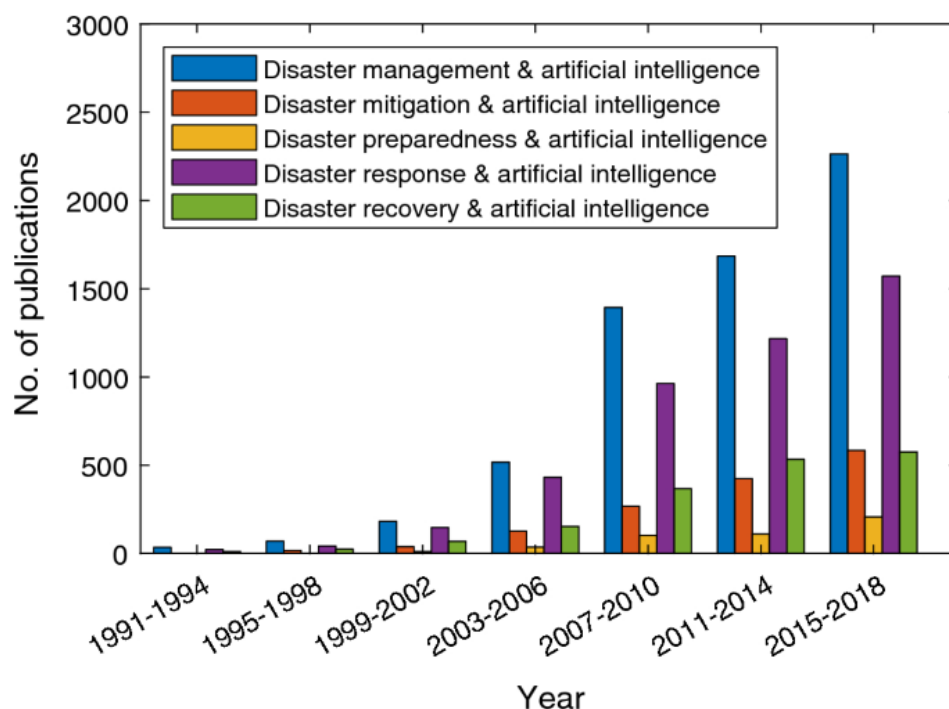 3000
2500
2000
1500
1000
500
0
No. of publications
Disaster management & artificial intelligence
Disaster mitigation & artificial intelligence
Disaster preparedness & artificial intelligence
Disaster response & artificial intelligence
Disaster recovery & artificial intelligence
1991-1994
1995-1998
1999-2002
2003-2006
2007-2010
2011-2014
2015-2018
Year